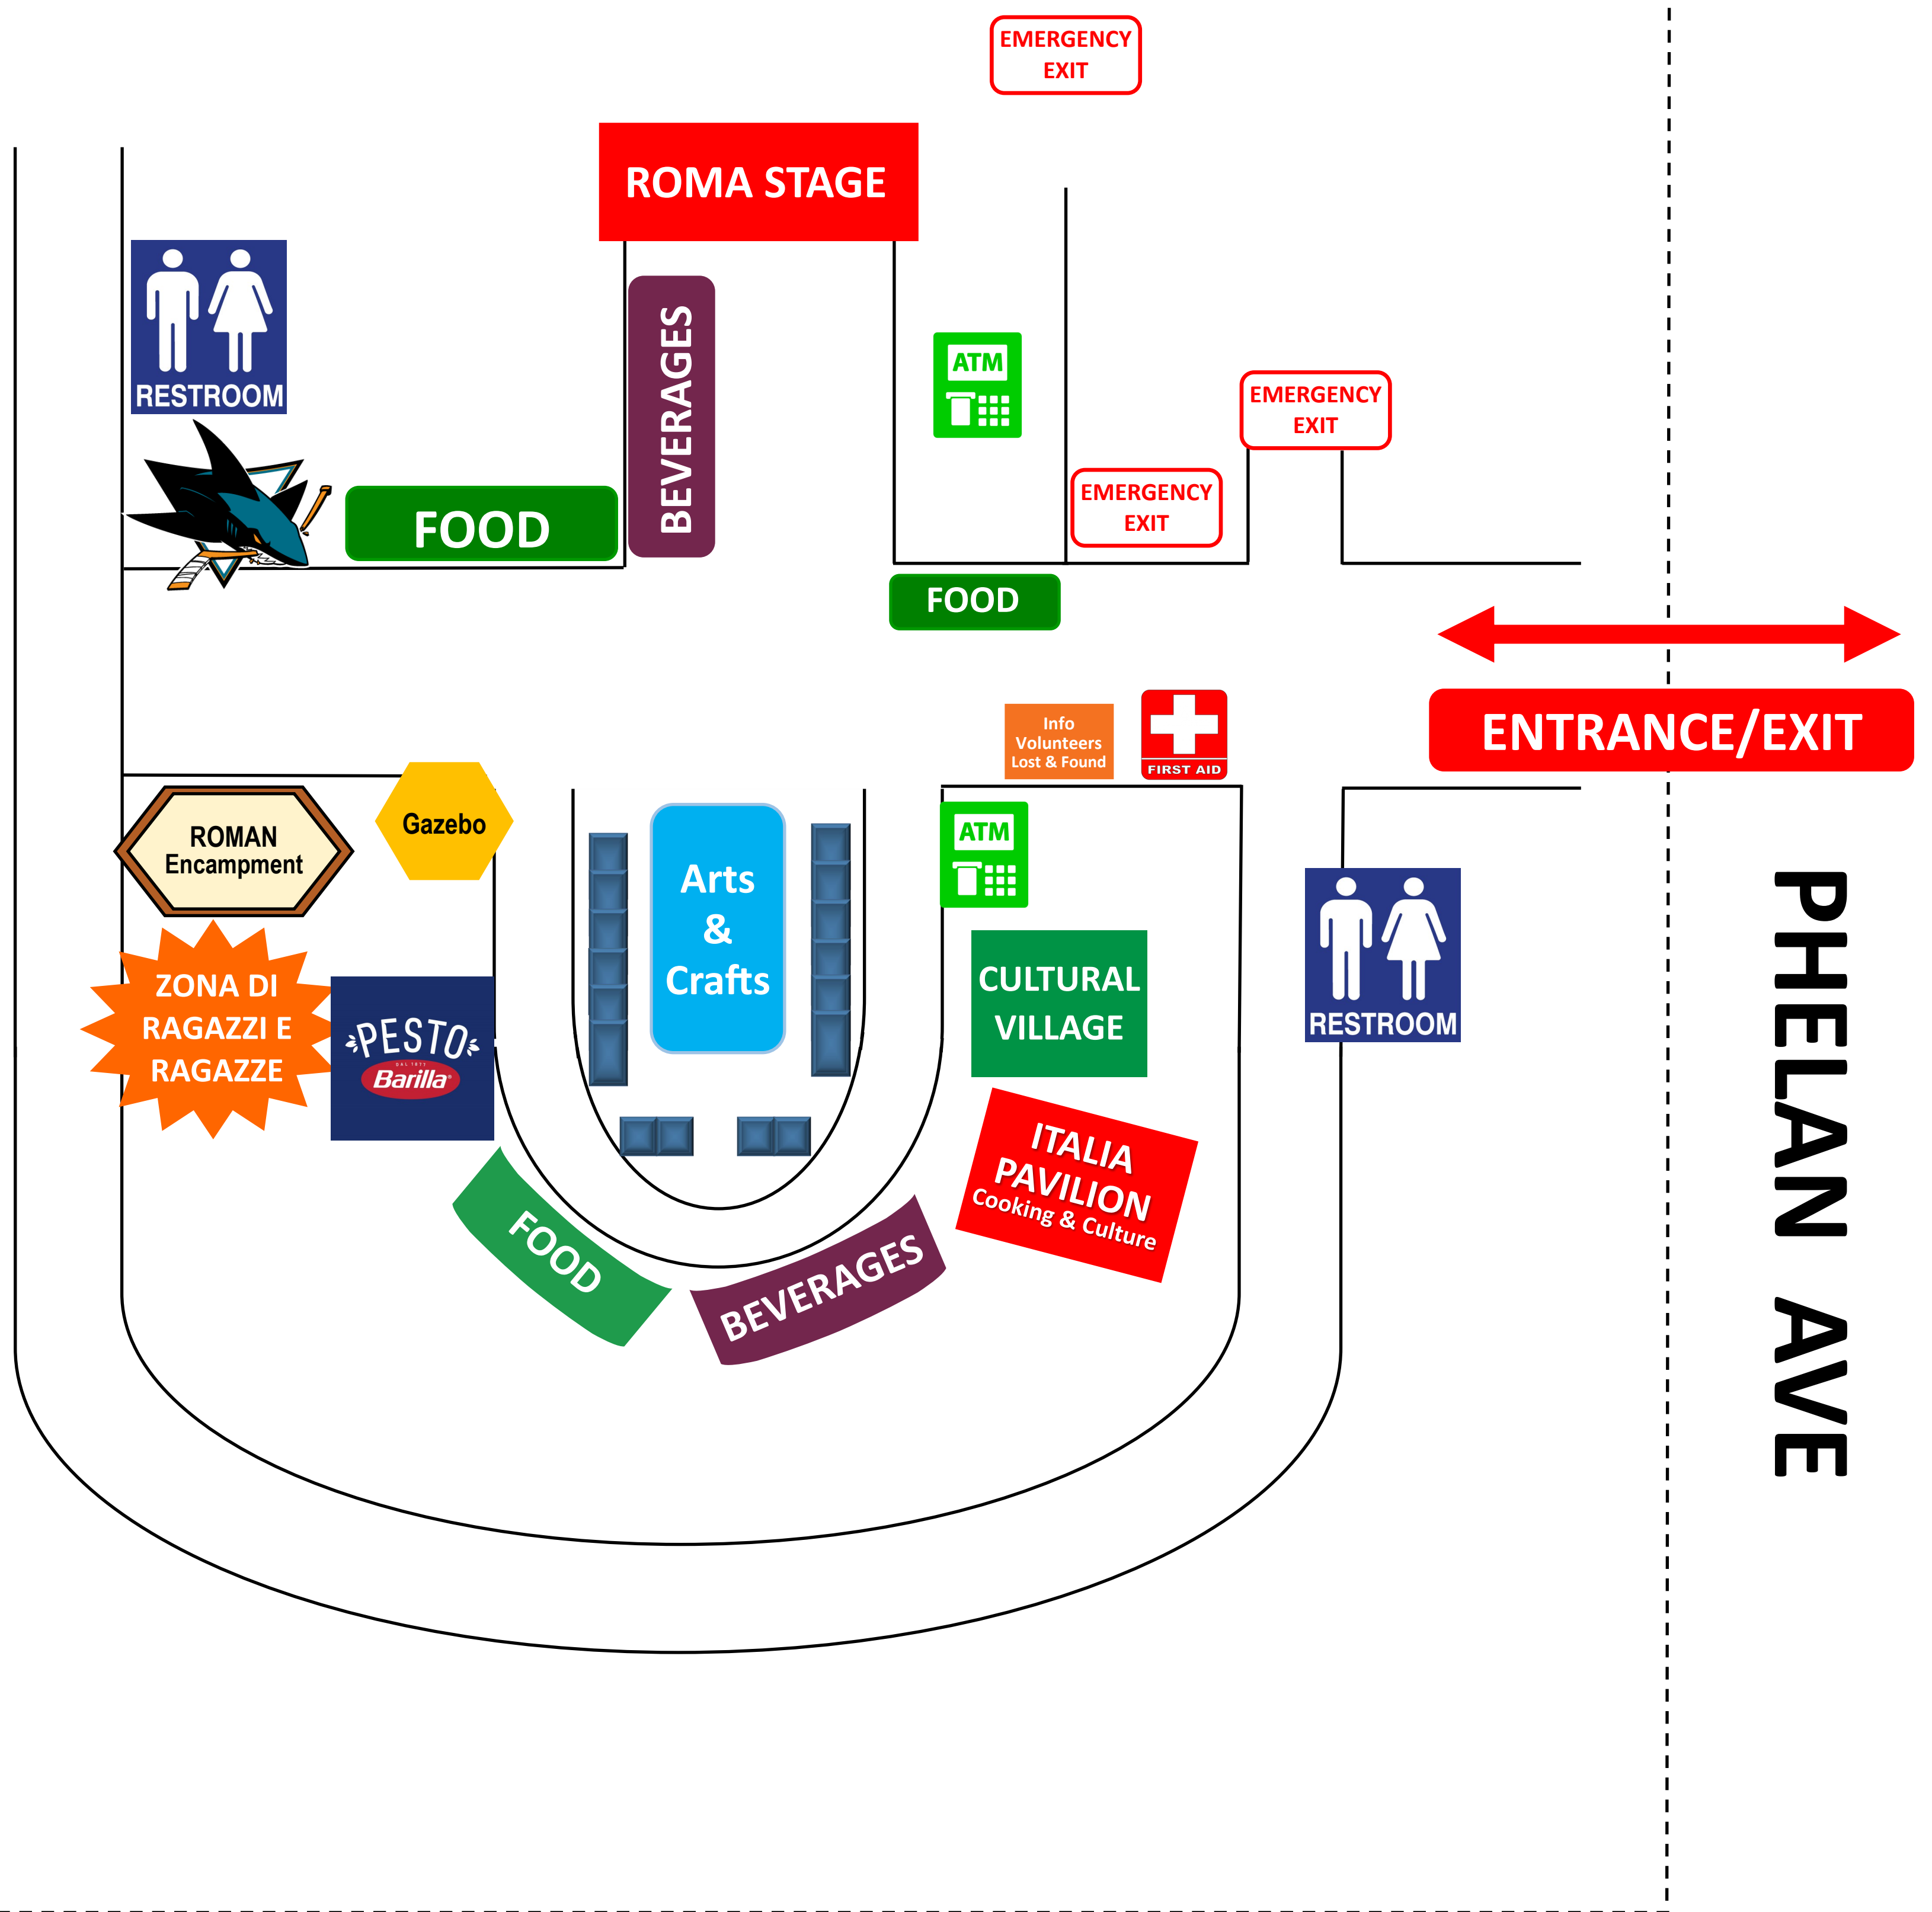 EMERGENCY
EXIT
ROMA STAGE
RESTROOM
BEVERAGES
ATM
EMERGENCY
EXIT
EMERGENCY
EXIT
FOOD
FOOD
Info
Volunteers
Lost & Found
FIRST AID
ENTRANCE/EXIT
ROMAN
Encampment
Gazebo
Arts
&
Crafts
ATM
CULTURAL
VILLAGE
RESTROOM
PHELAN AVE
ZONA DI
RAGAZZI E
RAGAZZE
PESTO
DAL 1877
Barilla
ITALIA
PAVILION
Cooking & Culture
FOOD
BEVERAGES